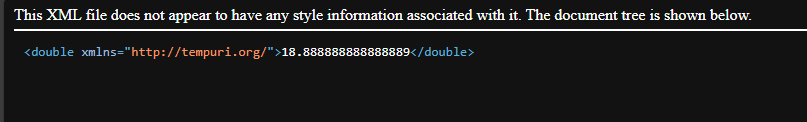 This XML file does not appear to have any style information associated with it. The document tree is shown below.
<double xmlns="http://tempuri.org/">18.888888888888889</double>